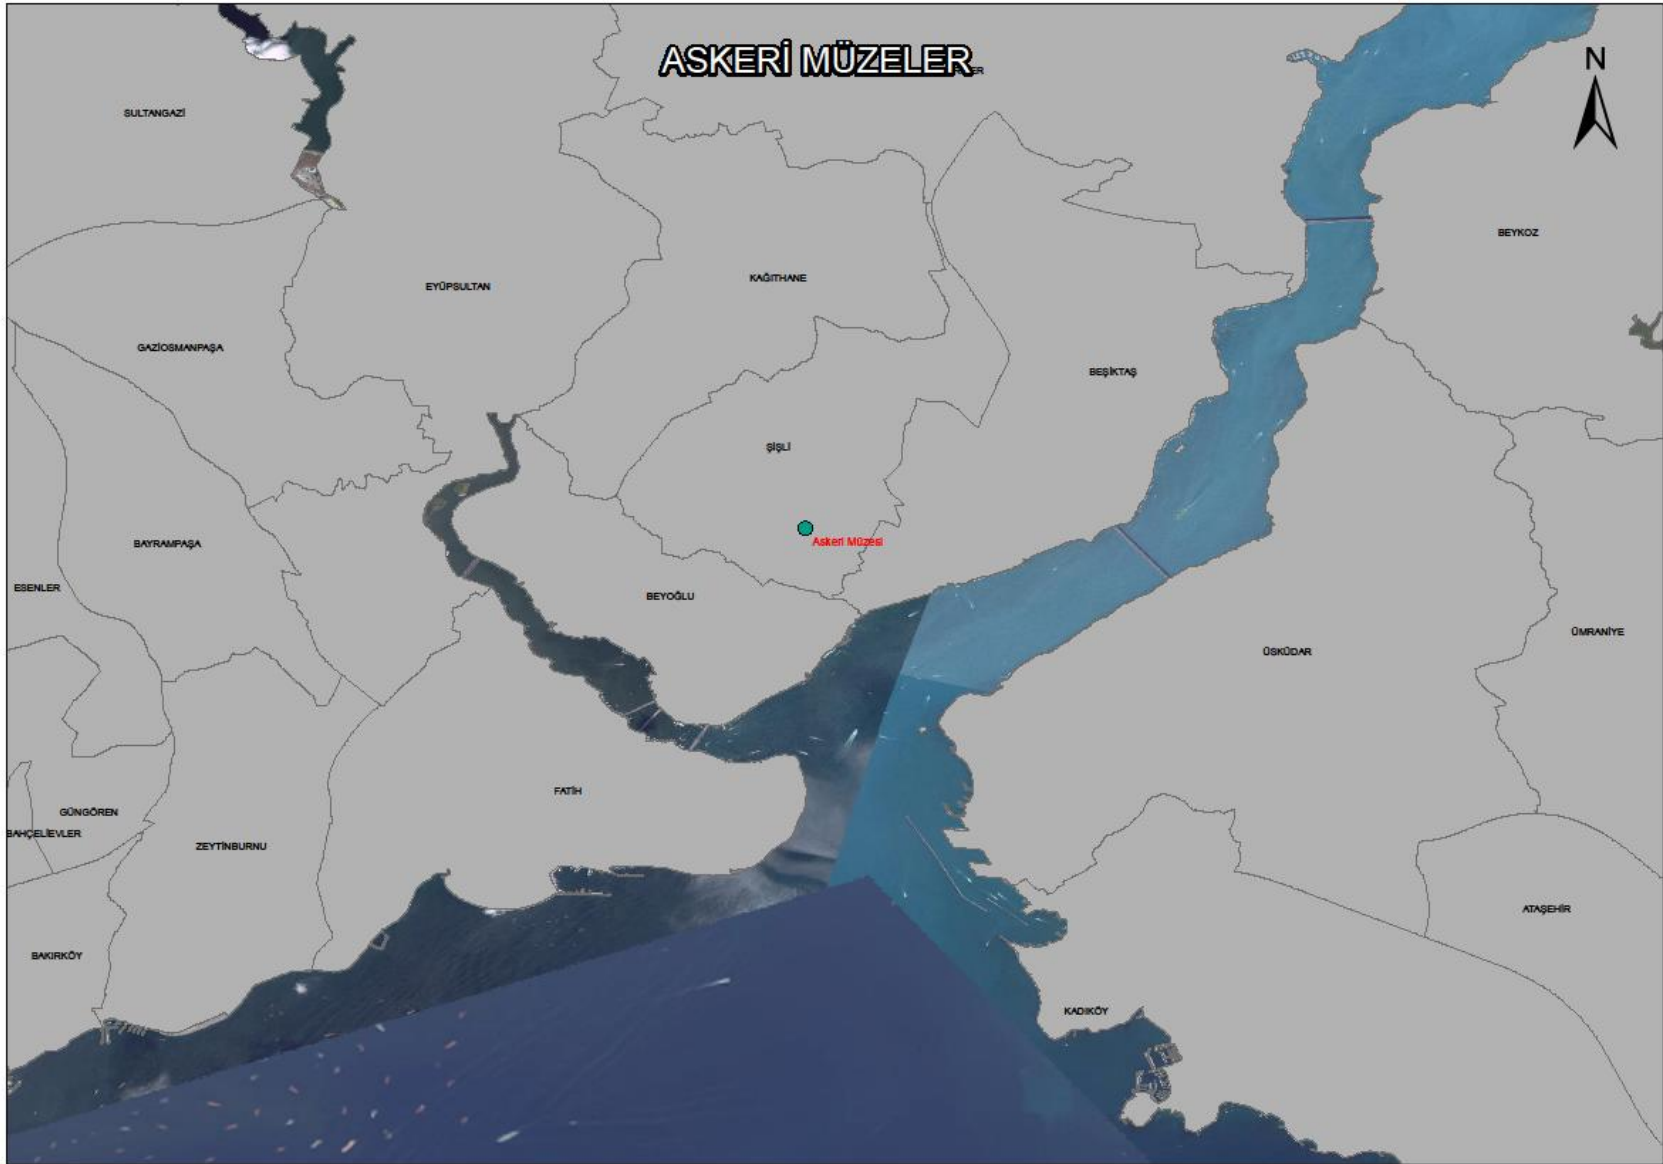 ASKERİ MÜZELER
N
SULTANGAZİ
BEYKOZ
KAĞITHANE
EYÜPSULTAN
GAZİOSMANPAŞA
BEŞİKTAŞ
ŞİŞLİ
Askeri Müzesi
BAYRAMPAŞA
ESENLER
BEYOĞLU
ÜMRANİYE
ÜSKÜDAR
FATİH
GÜNGÖREN
BAHÇELİEVLER
ZEYTİNBURNU
ATAŞEHİR
BAKIRKÖY
KADIKÖY